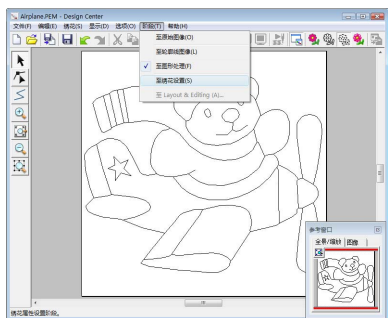 Airplane.PEM - Design Center
文件(F) 编辑(E) 绣花(S) 显示(D) 选项(O) 阶段(T) 帮助(H)
至原始图像(O)
至轮廓线图像(L)
至图形处理(F)
至绣花设置(S)
至 Layout & Editing (A)...
参考窗口
全景/缩放 图像
绣花属性设置阶段。